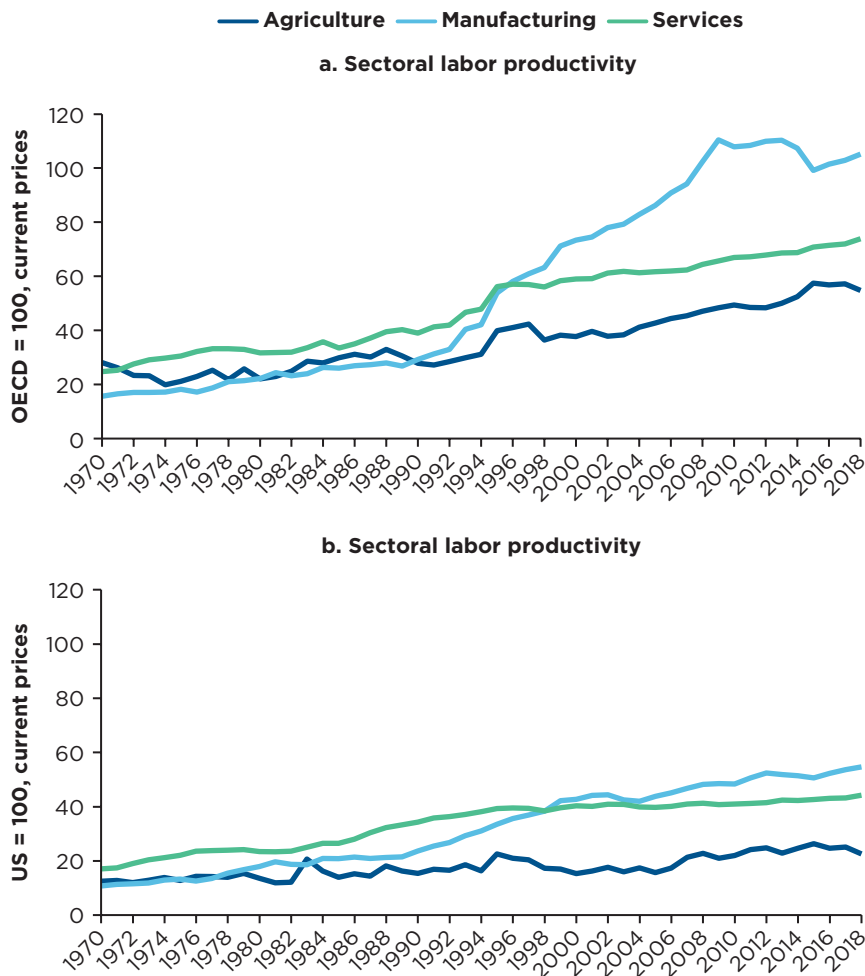 Agriculture Manufacturing Services
a. Sectoral labor productivity
OECD = 100, current prices
120
100
80
60
40
20
0
1970 1972 1974 1976 1978 1980 1982 1984 1986 1988 1990 1992 1994 1996 1998 2000 2002 2004 2006 2008 2010 2012 2014 2016 2018
b. Sectoral labor productivity
US = 100, current prices
120
100
80
60
40
20
0
1970 1972 1974 1976 1978 1980 1982 1984 1986 1988 1990 1992 1994 1996 1998 2000 2002 2004 2006 2008 2010 2012 2014 2016 2018